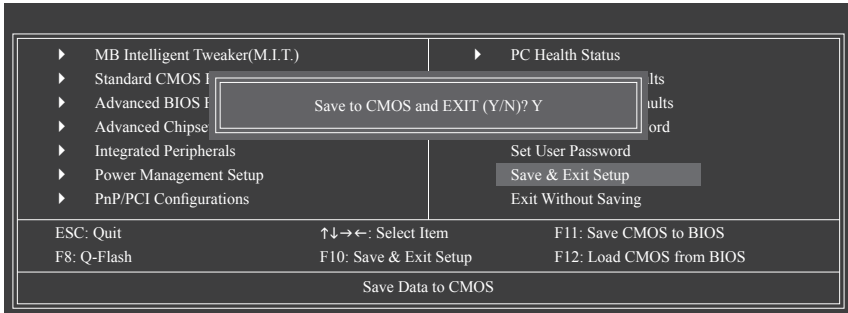 MB Intelligent Tweaker(M.I.T.)
Standard CMOS
Advanced BIOS
Advanced
Integrated Peripherals
Power Management Setup
PnP/PCI Configurations
PC Health Status
Set User Password
Save & Exit Setup
Exit Without Saving
Save to CMOS and EXIT (Y/N)? Y
ESC: Quit ↑↓→←: Select Item F11: Save CMOS to BIOS
F8: Q-Flash F10: Save & Exit Setup F12: Load CMOS from BIOS
Save Data to CMOS